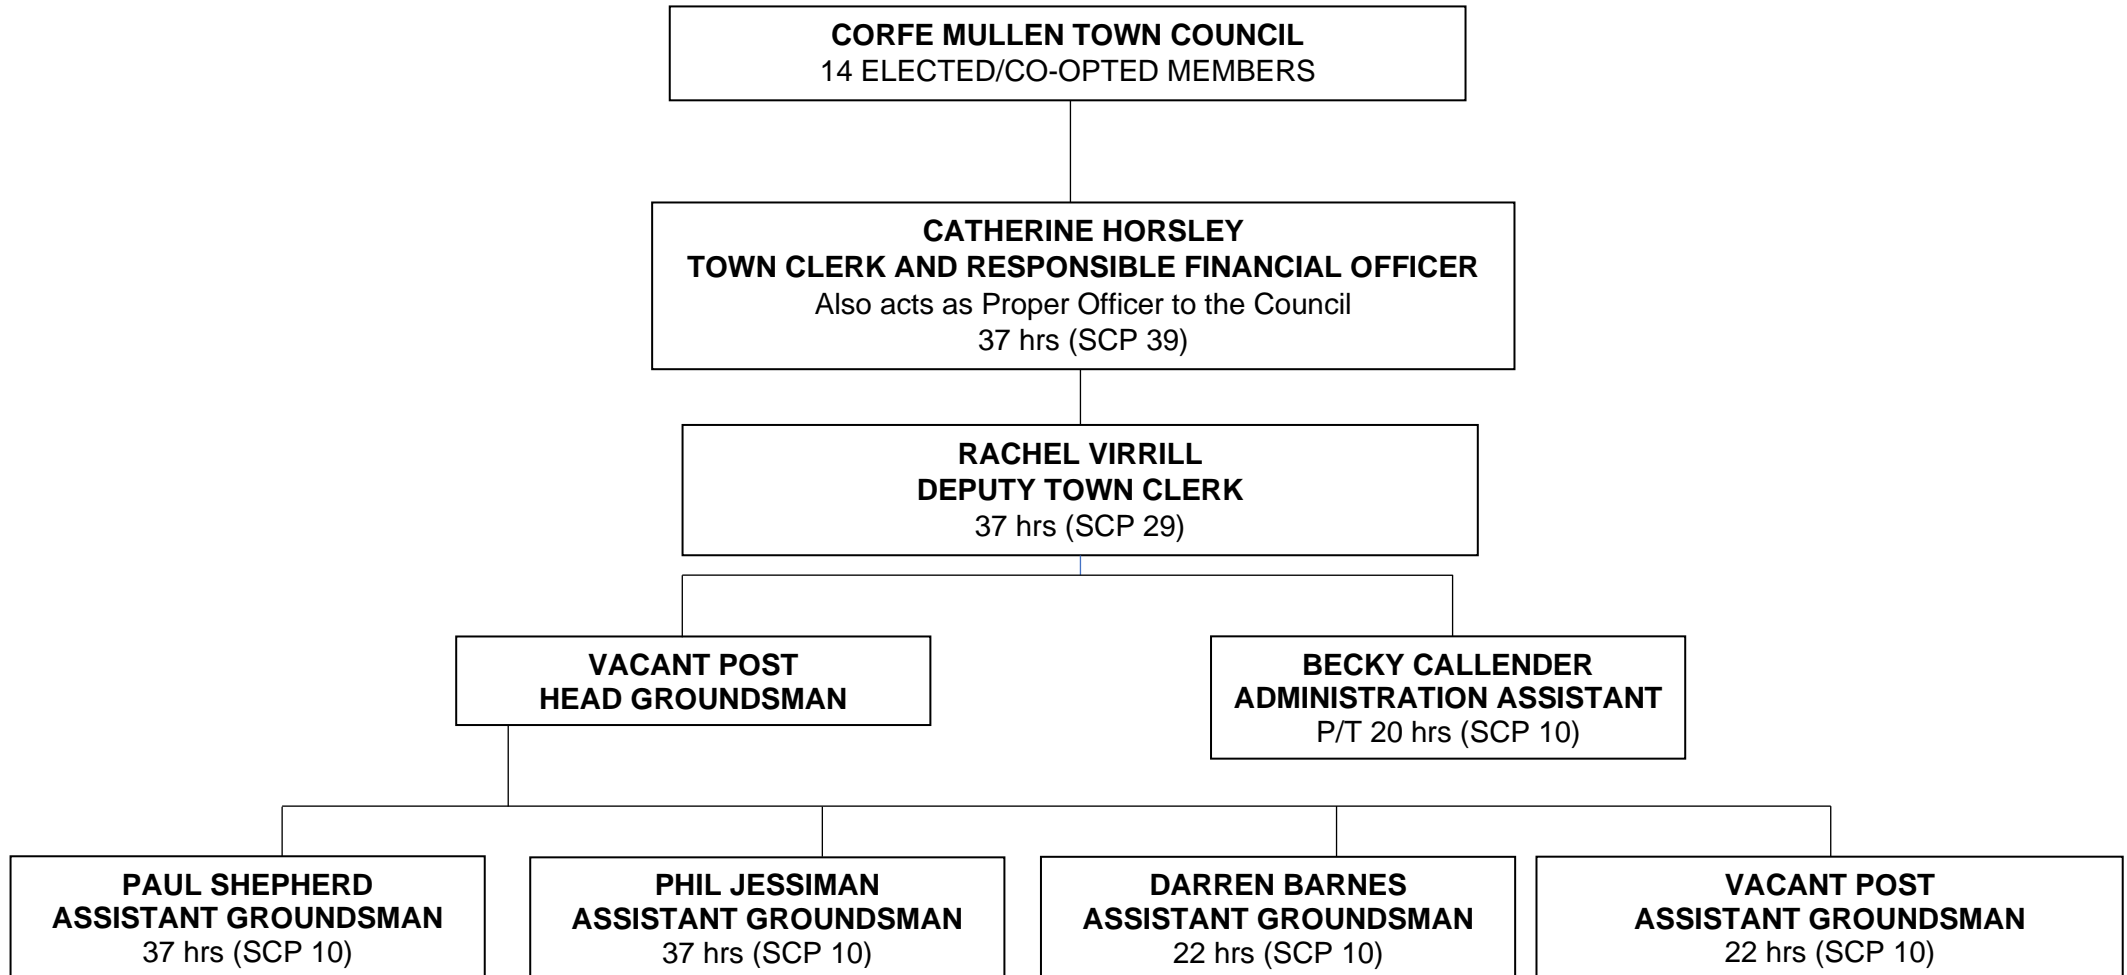 CORFE MULLEN TOWN COUNCIL
14 ELECTED/CO-OPTED MEMBERS
CATHERINE HORSLEY
TOWN CLERK AND RESPONSIBLE FINANCIAL OFFICER
Also acts as Proper Officer to the Council
37 hrs (SCP 39)
RACHEL VIRRILL
DEPUTY TOWN CLERK
37 hrs (SCP 29)
VACANT POST
HEAD GROUNDSMAN
BECKY CALLENDER
ADMINISTRATION ASSISTANT
P/T 20 hrs (SCP 10)
PAUL SHEPHERD
ASSISTANT GROUNDSMAN
37 hrs (SCP 10)
PHIL JESSIMAN
ASSISTANT GROUNDSMAN
37 hrs (SCP 10)
DARREN BARNES
ASSISTANT GROUNDSMAN
22 hrs (SCP 10)
VACANT POST
ASSISTANT GROUNDSMAN
22 hrs (SCP 10)